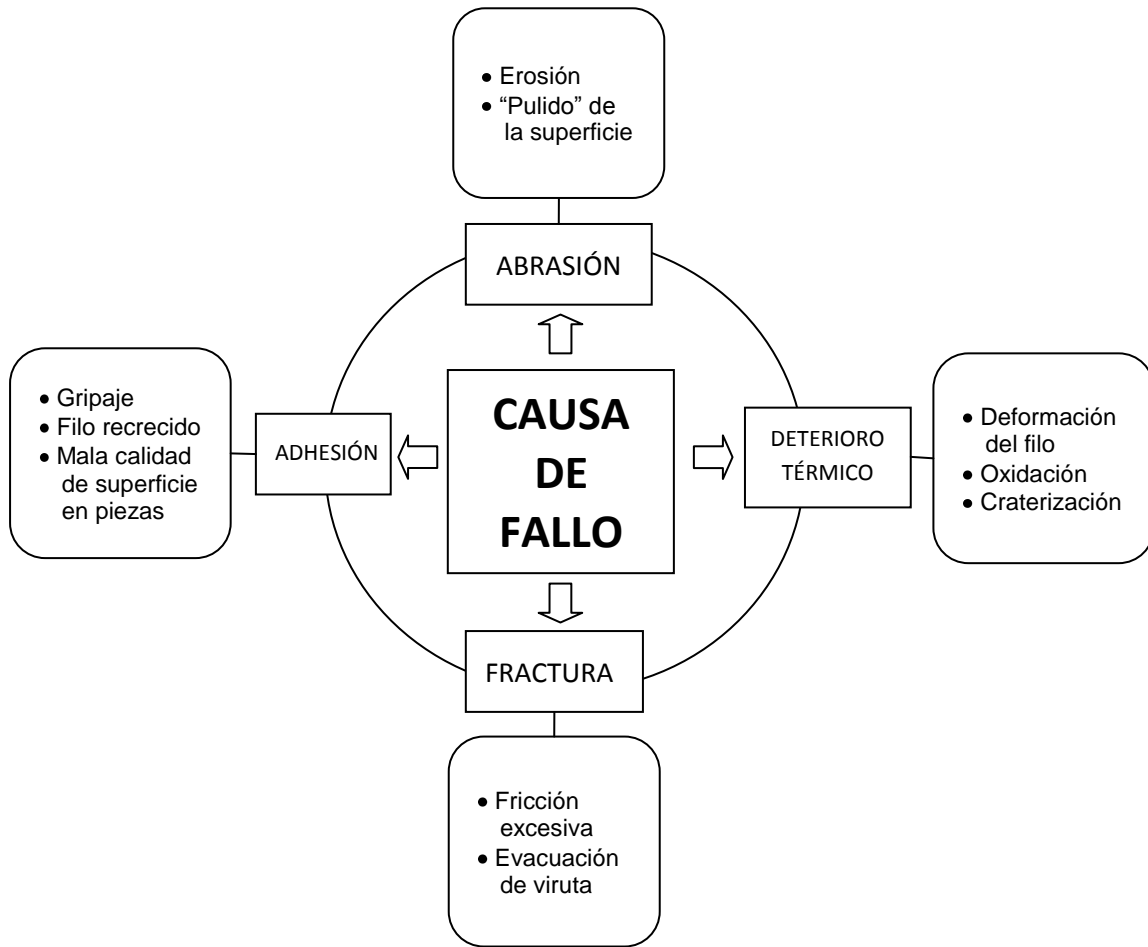 • Erosión
• “Pulido” de
la superficie
ABRASIÓN
• Gripaje
• Filo recrecido
• Mala calidad
de superficie
en piezas
ADHESIÓN
CAUSA
DE
FALLO
DETERIORO
TÉRMICO
• Deformación
del filo
• Oxidación
• Craterización
FRACTURA
• Fricción
excesiva
• Evacuación
de viruta